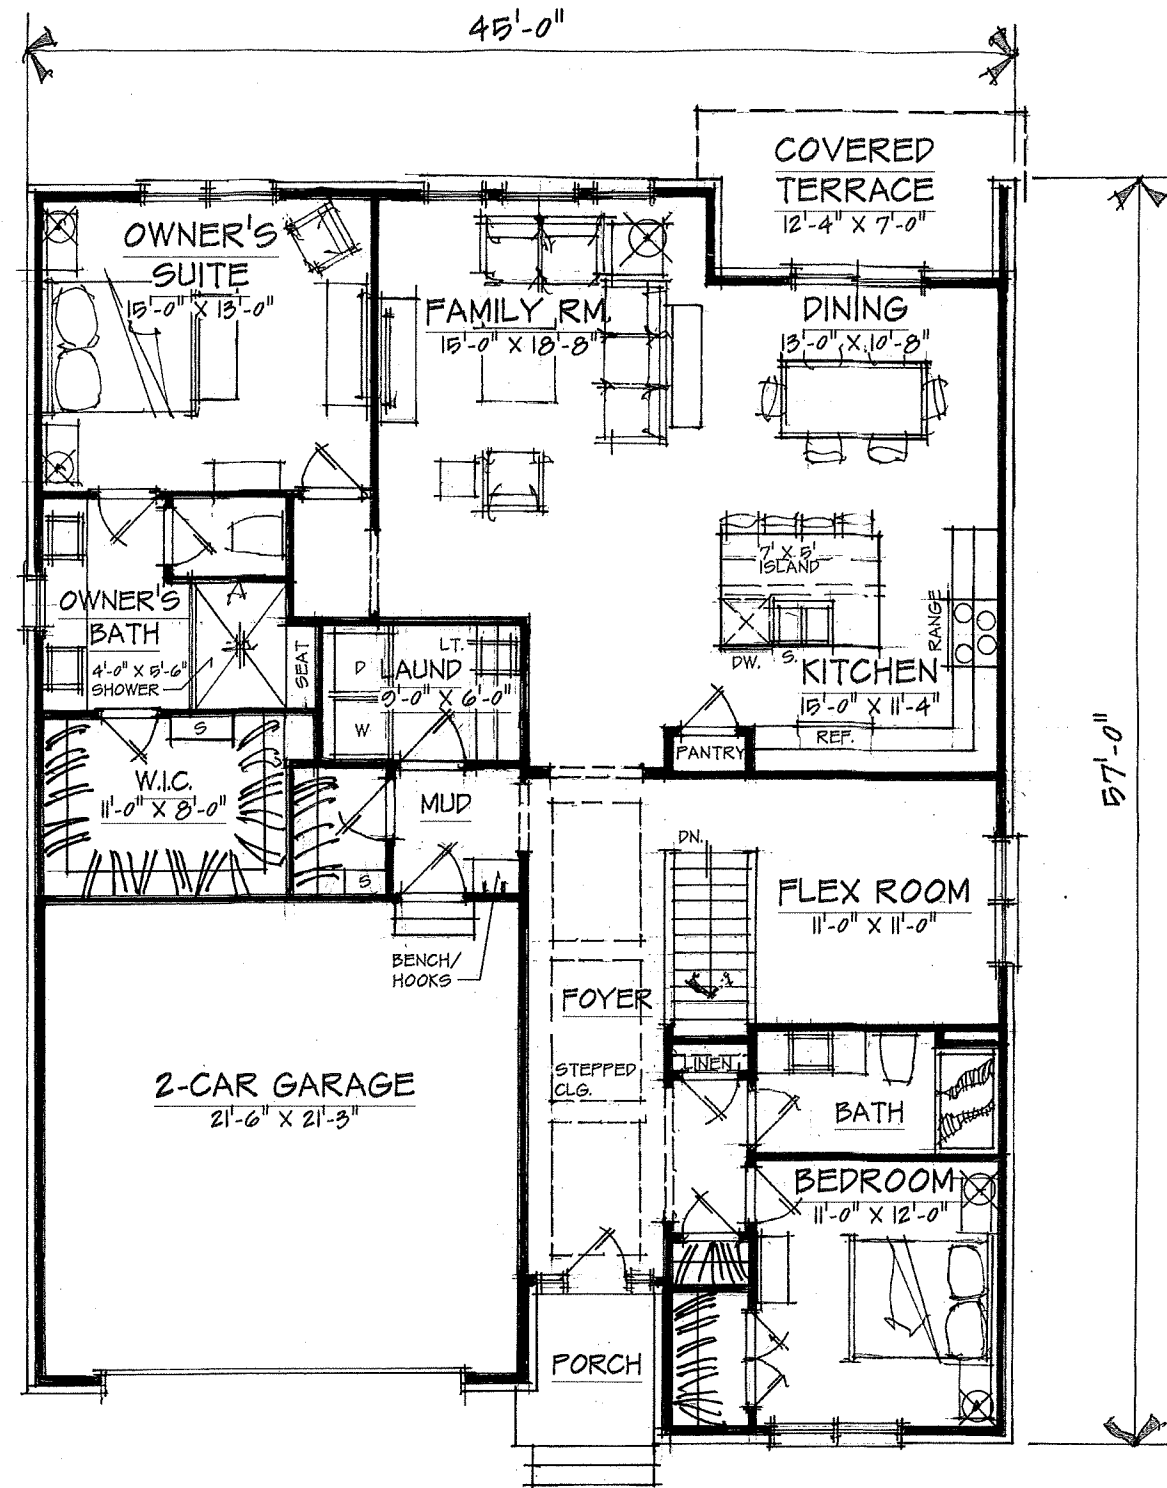 45'-0"
COVERED
TERRACE
12'-4" X 7'-0"
OWNER'S
SUITE
15'-0" X 13'-0"
FAMILY RM.
15'-0" X 18'-8"
DINING
13'-0" X 10'-8"
7' X 5'
ISLAND
RANGE
DW.
S.
KITCHEN
15'-0" X 11'-4"
REF.
PANTRY
OWNER'S
BATH
4'-0" X 5'-6"
SHOWER
SEAT
D
W
LT.
LAUND
9'-0" X 6'-0"
S
W.I.C.
11'-0" X 8'-0"
MUD
S
BENCH/
HOOKS
57'-0"
DN.
FLEX ROOM
11'-0" X 11'-0"
FOYER
STEPPED
CLG.
LINEN
BATH
2-CAR GARAGE
21'-6" X 21'-3"
BEDROOM
11'-0" X 12'-0"
PORCH